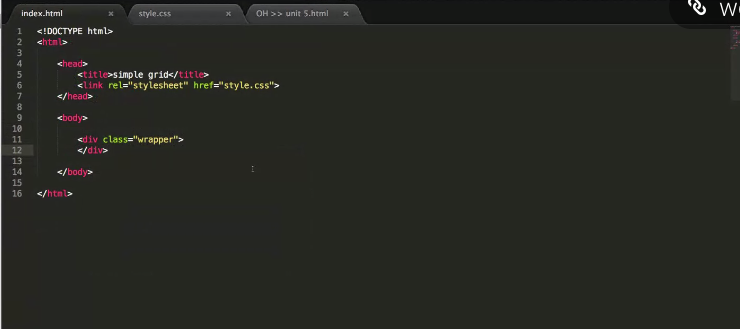 index.html × style.css × OH >> unit 5.html ×
1 <!DOCTYPE html>
2 <html>
3
4 <head>
5 <title>simple grid</title>
6 <link rel="stylesheet" href="style.css">
7 </head>
8
9 <body>
10
11 <div class="wrapper">
12 </div>
13
14 </body>
15
16 </html>